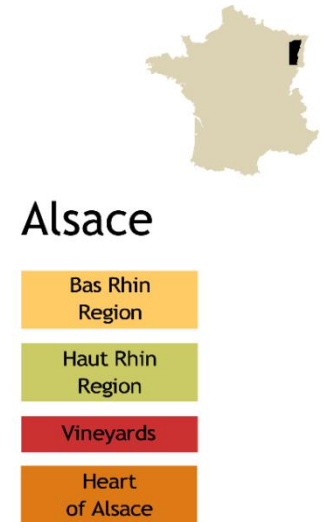 Alsace
Bas Rhin
Region
Haut Rhin
Region
Vineyards
Heart
of Alsace